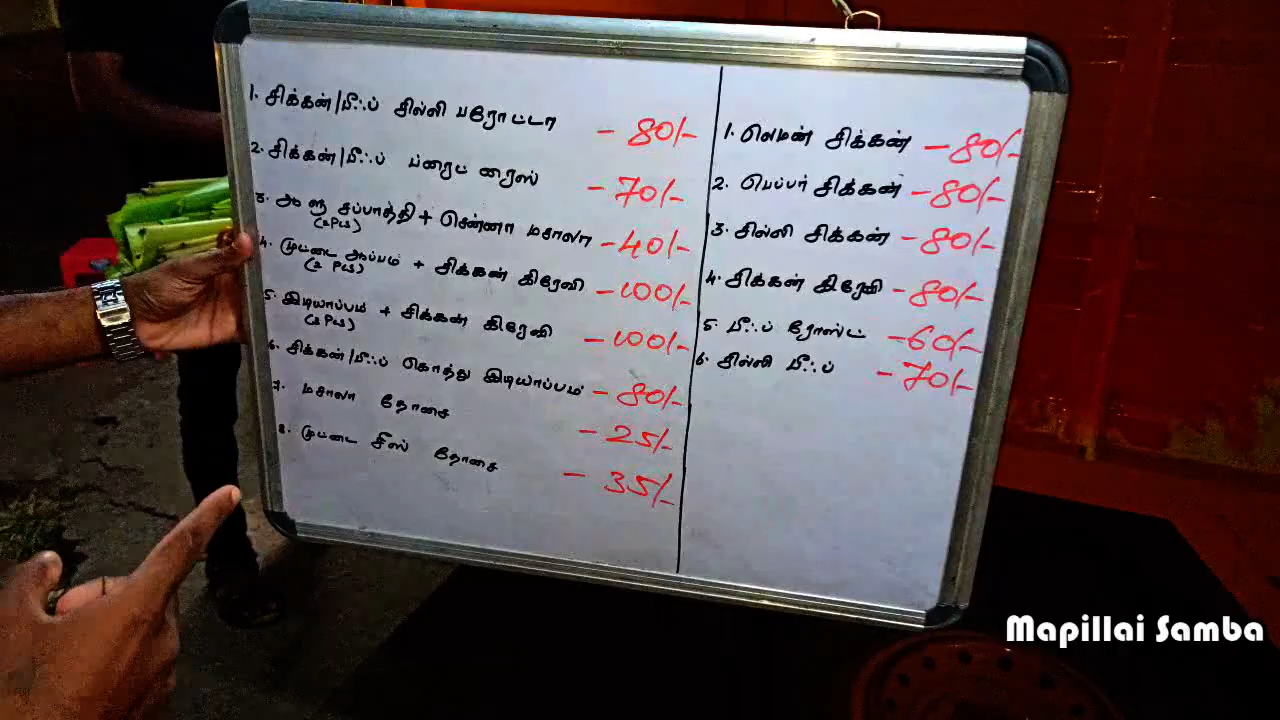 1. சிக்கன்/பீஃப் சில்லி பரோட்டா - 80/-
2. சிக்கன்/பீஃப் ப்ரைட் ரைஸ் - 70/-
3. ஆலு சப்பாத்தி + சென்னா மசாலா - 40/-
(2 Pcs)
4. முட்டை ஆப்பம் + சிக்கன் கிரேவி - 100/-
(2 Pcs)
5. இடியாப்பம் + சிக்கன் கிரேவி - 100/-
6. சிக்கன்/பீஃப் கொத்து இடியாப்பம் - 80/-
7. மசாலா தோசை - 25/-
8. முட்டை சீஸ் தோசை - 35/-
1. லெமன் சிக்கன் - 80/-
2. பெப்பர் சிக்கன் - 80/-
3. சில்லி சிக்கன் - 80/-
4. சிக்கன் கிரேவி - 80/-
5. பீஃப் ரோஸ்ட் - 60/-
6. சில்லி பீஃப் - 70/-
Mapillai Samba